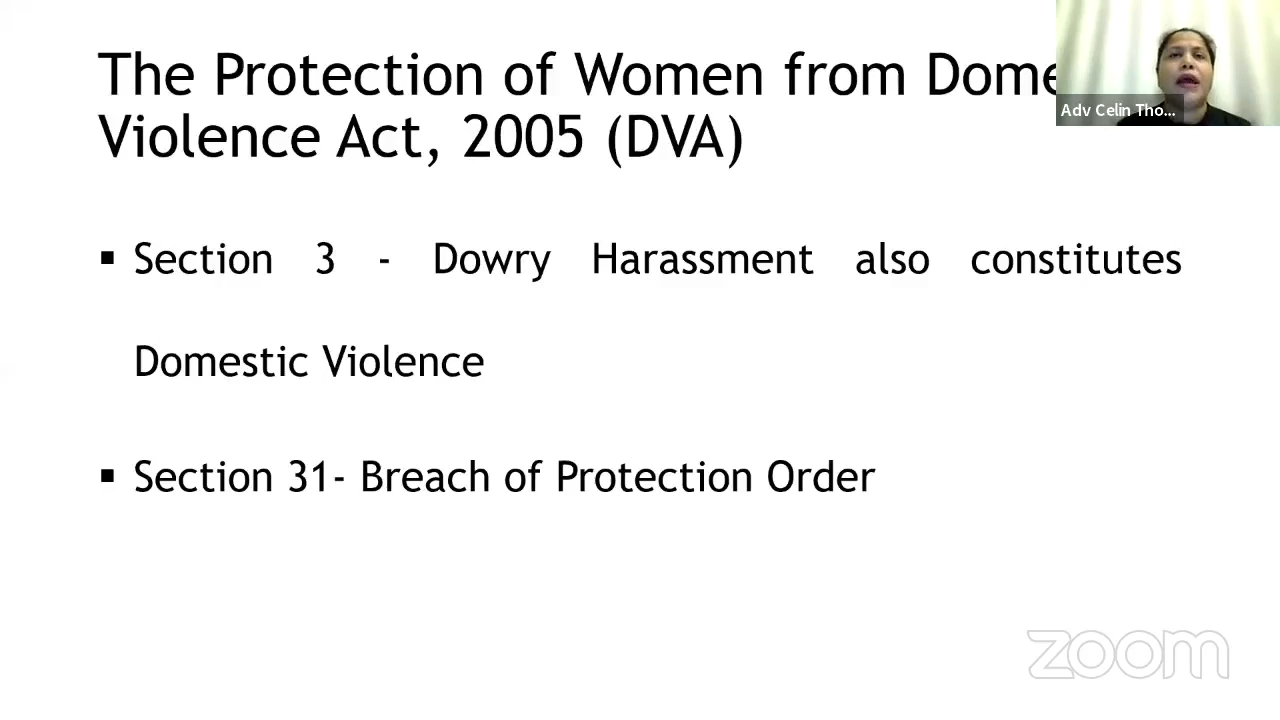 The Protection of Women from Dome
Violence Act, 2005 (DVA)
Adv Celin Tho...
▪ Section 3 - Dowry Harassment also constitutes
Domestic Violence
▪ Section 31- Breach of Protection Order
zoom